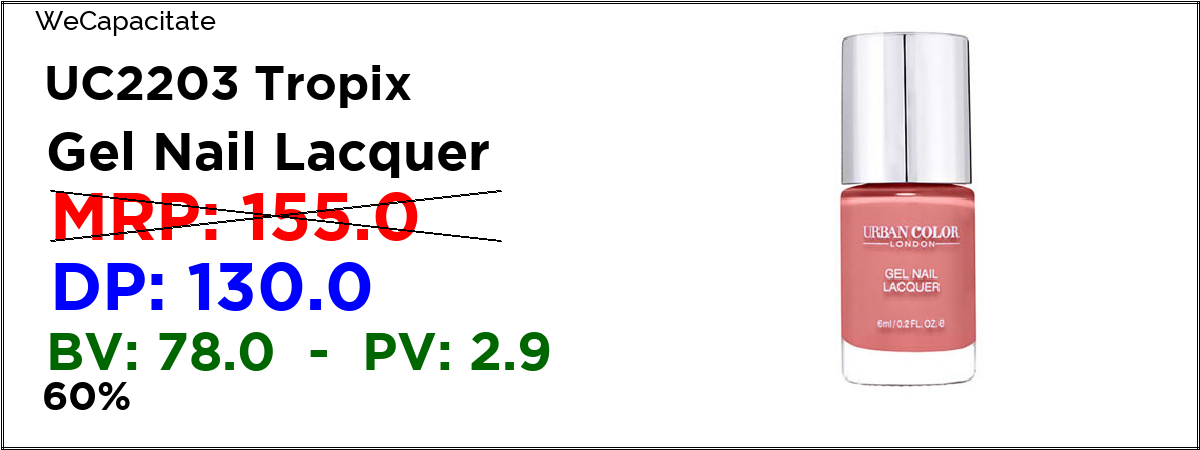 WeCapacitate
UC2203 Tropix
Gel Nail Lacquer
MRP: 155.0
DP: 130.0
BV: 78.0 - PV: 2.9
60%
URBAN COLOR
LONDON
GEL NAIL
LACQUER
6ml/0.2 FL. OZ. e